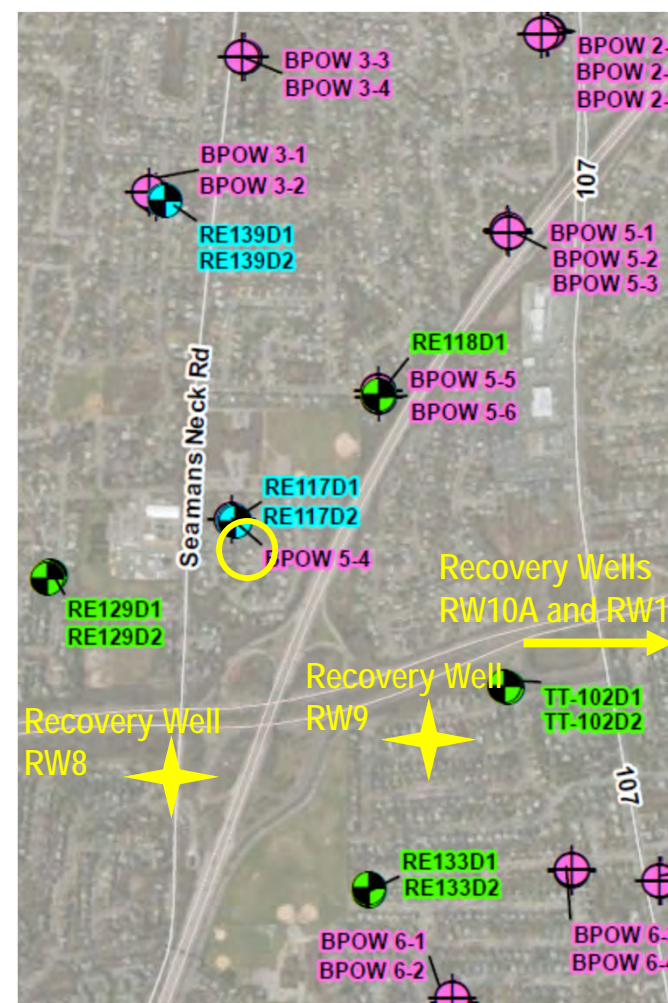 BPOW 3-3
BPOW 3-4
BPOW 2-
BPOW 2-
BPOW 2-
107
BPOW 3-1
BPOW 3-2
RE139D1
RE139D2
BPOW 5-1
BPOW 5-2
BPOW 5-3
RE118D1
BPOW 5-5
BPOW 5-6
Seamans Neck Rd
RE117D1
RE117D2
BPOW 5-4
Recovery Wells
RW10A and RW1
RE129D1
RE129D2
Recovery Well
RW9
TT-102D1
TT-102D2
Recovery Well
RW8
107
RE133D1
RE133D2
BPOW 6-1
BPOW 6-2
BPOW 6-
BPOW 6-